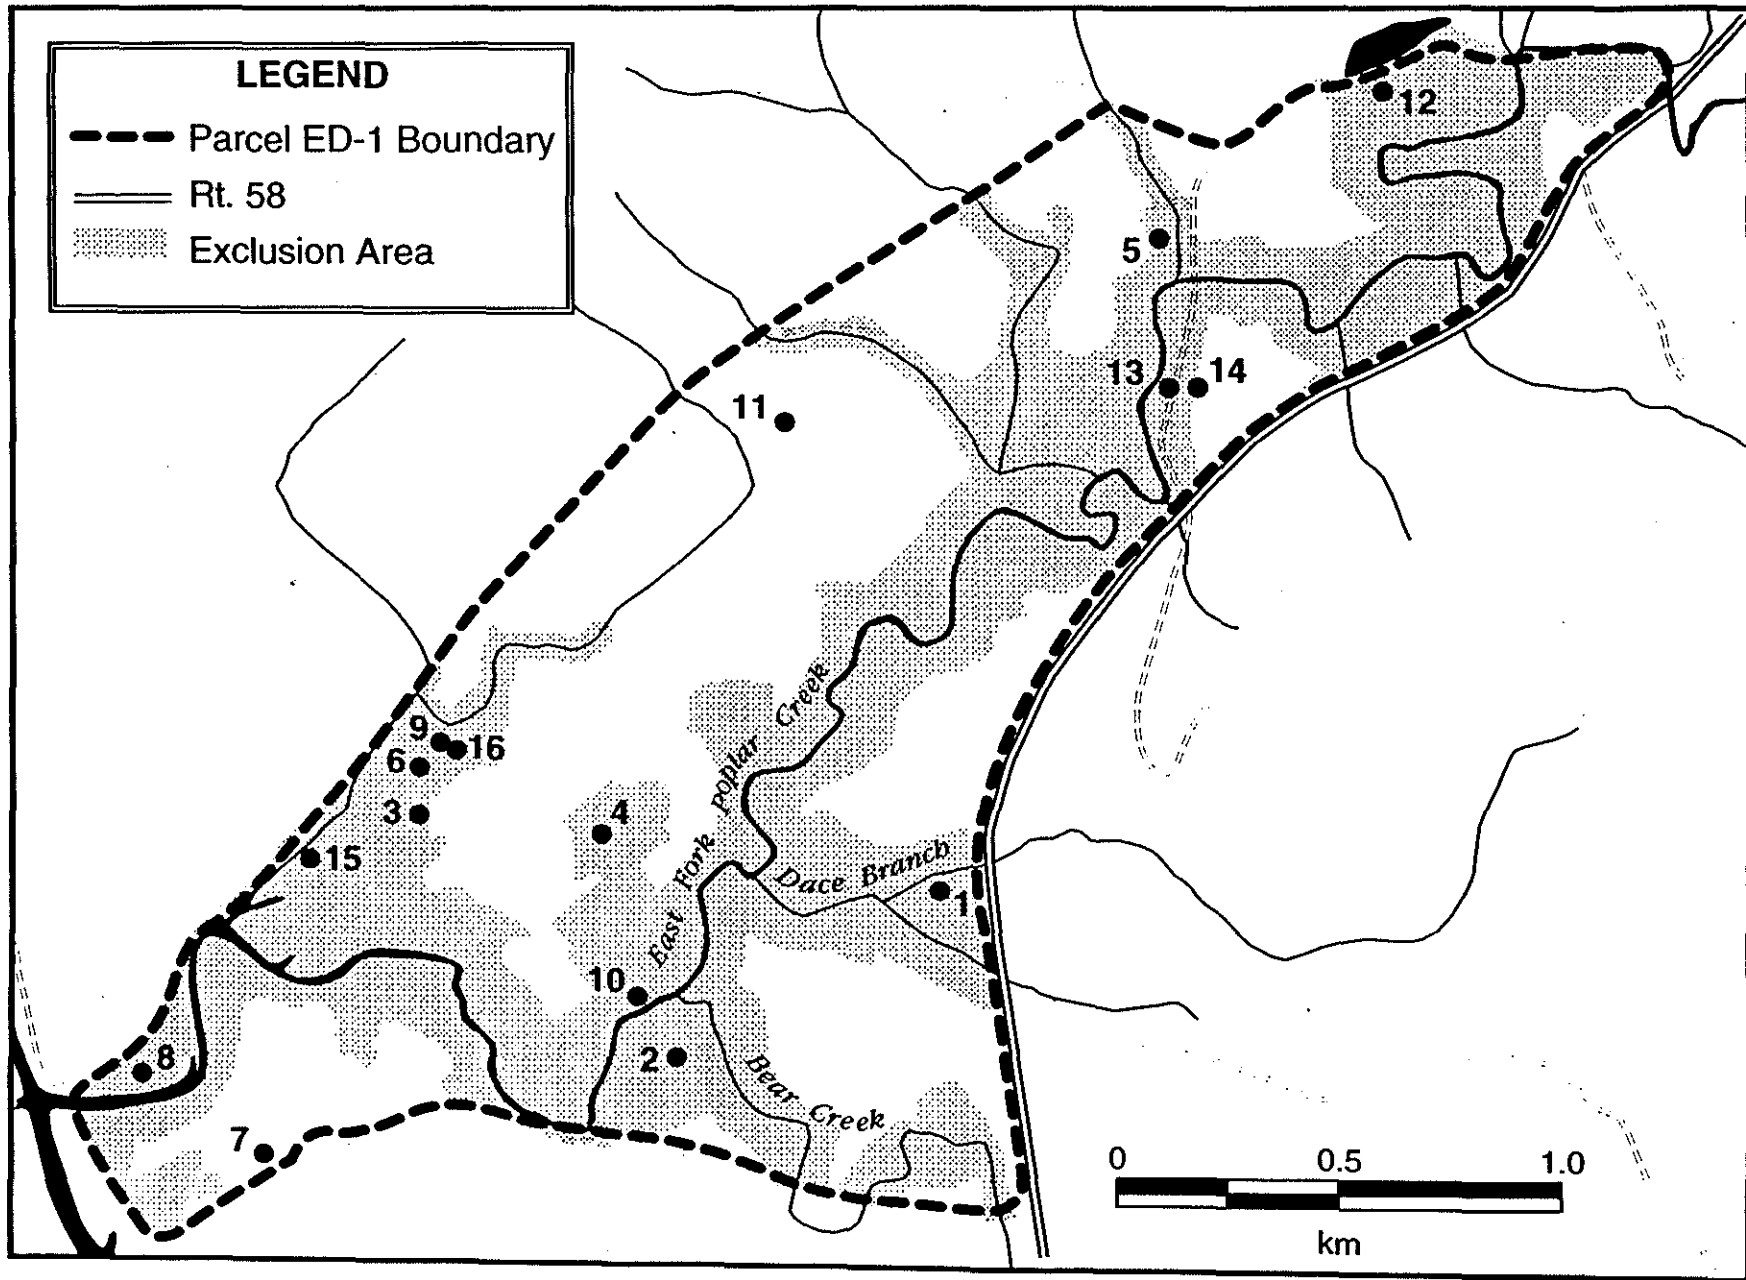 LEGEND
Parcel ED-1 Boundary
Rt. 58
Exclusion Area
12
5
13
14
11
9
16
6
3
4
15
East Fork Poplar Creek
Dace Branch
1
10
2
8
Bear Creek
7
0 0.5 1.0
km